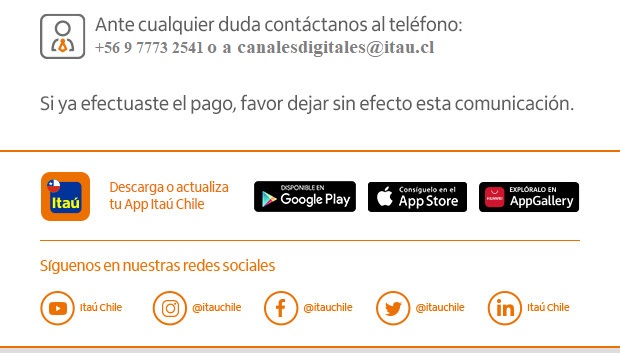 Ante cualquier duda contáctanos al teléfono:
+56 9 7773 2541 o a canalesdigitales@itau.cl
Si ya efectuaste el pago, favor dejar sin efecto esta comunicación.
Itaú
Descarga o actualiza
tu App Itaú Chile
DISPONIBLE EN
Google Play
Consíguelo en el
App Store
HUAWEI
EXPLÓRALO EN
AppGallery
Síguenos en nuestras redes sociales
Itaú Chile
@itauchile
@itauchile
@itauchile
in
Itaú Chile